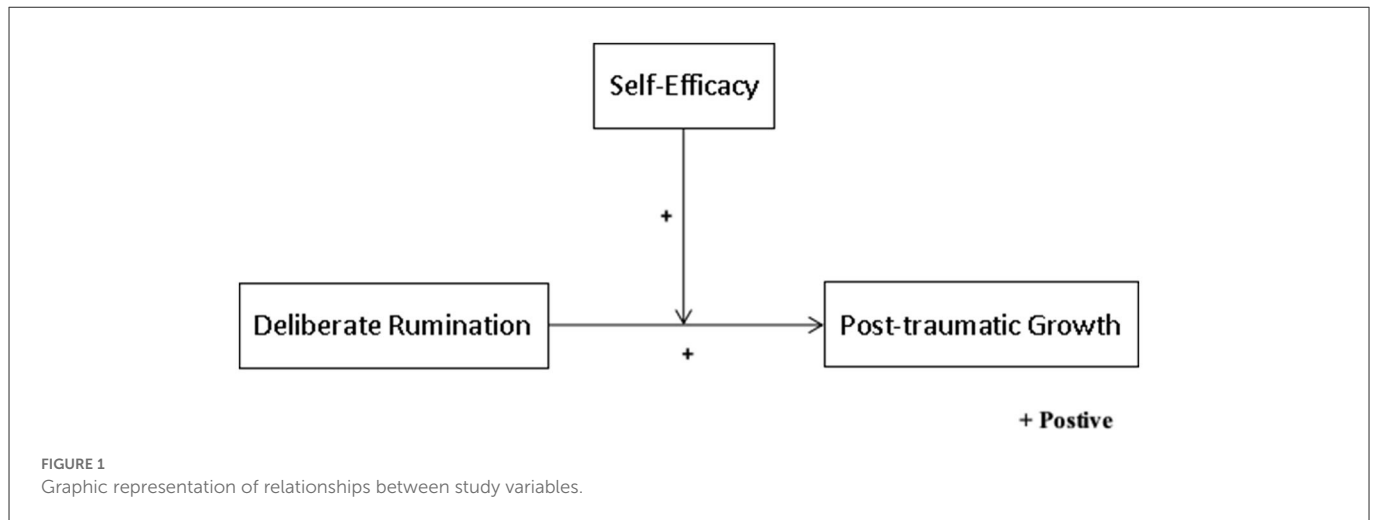 Self-Efficacy
+
Deliberate Rumination
Post-traumatic Growth
+
+ Postive
FIGURE 1
Graphic representation of relationships between study variables.